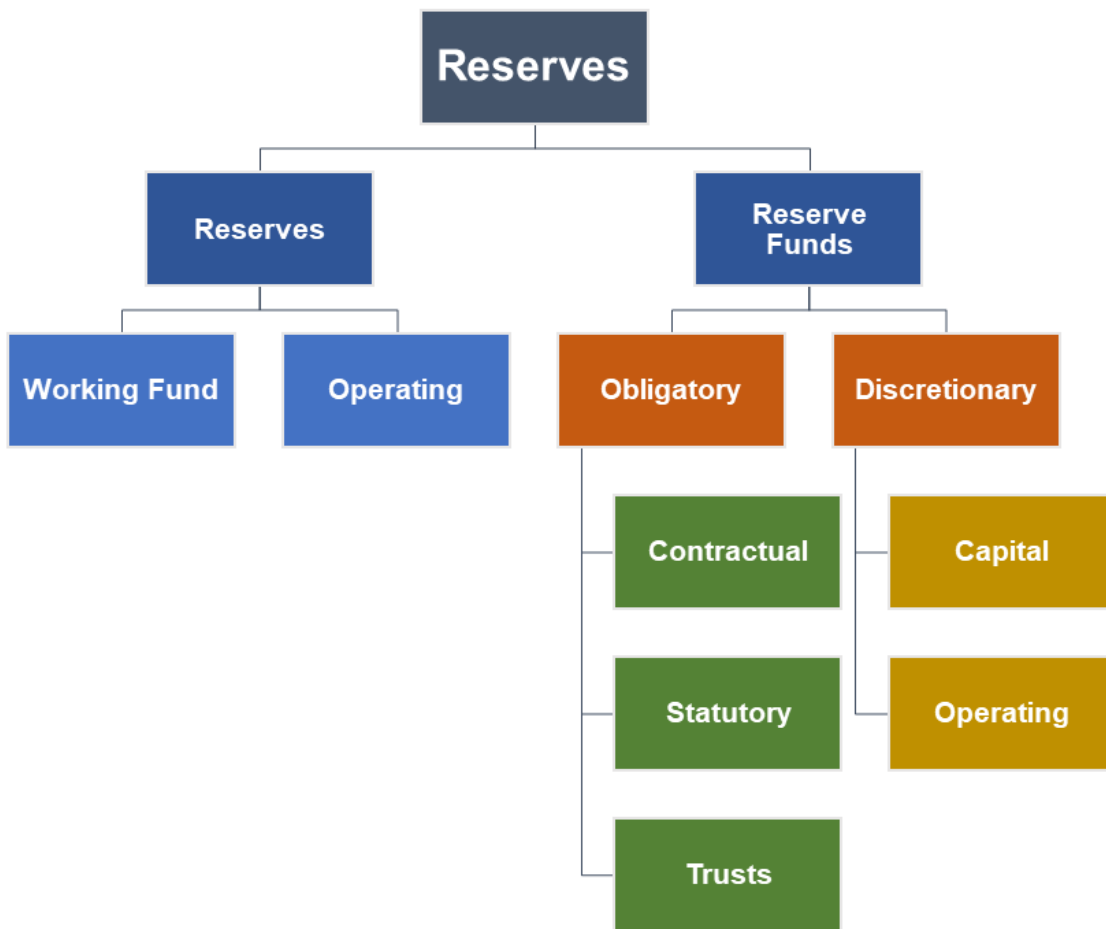 Reserves
Reserves
Reserve
Funds
Working Fund
Operating
Obligatory
Discretionary
Contractual
Capital
Statutory
Operating
Trusts